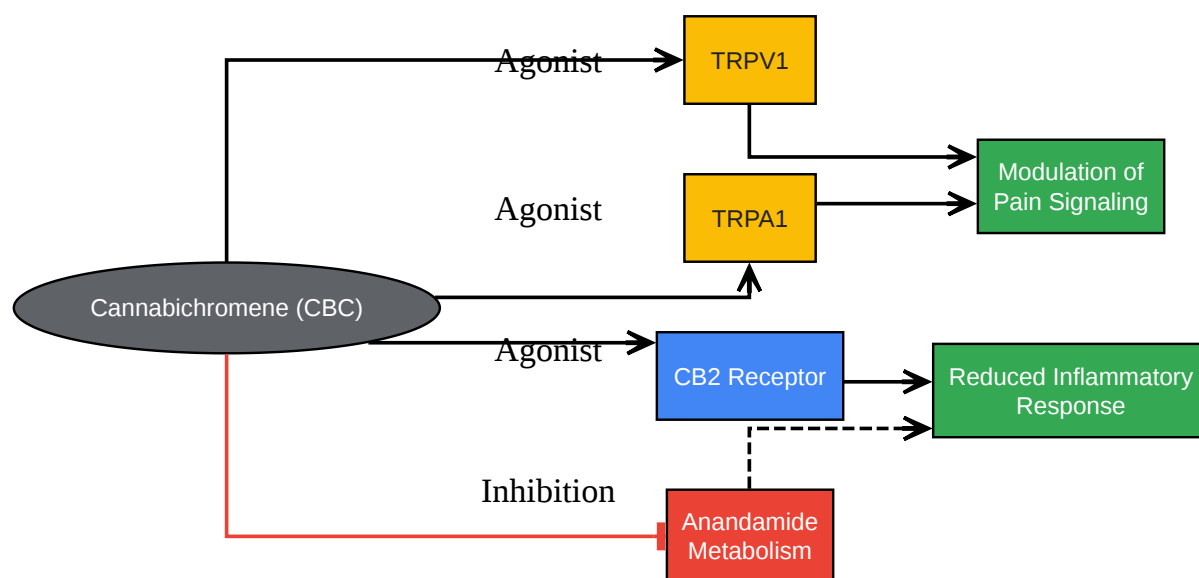 Agonist
TRPV1
Modulation of
Pain Signaling
Agonist
TRPA1
Cannabichromene (CBC)
Agonist
CB2 Receptor
Reduced Inflammatory
Response
Inhibition
Anandamide
Metabolism